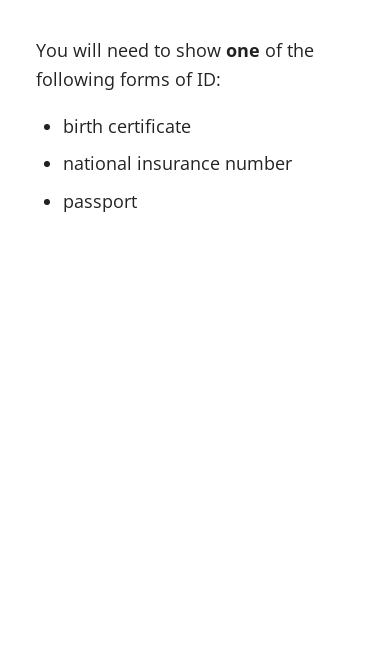 You will need to show one of the
following forms of ID:
• birth certificate
• national insurance number
• passport